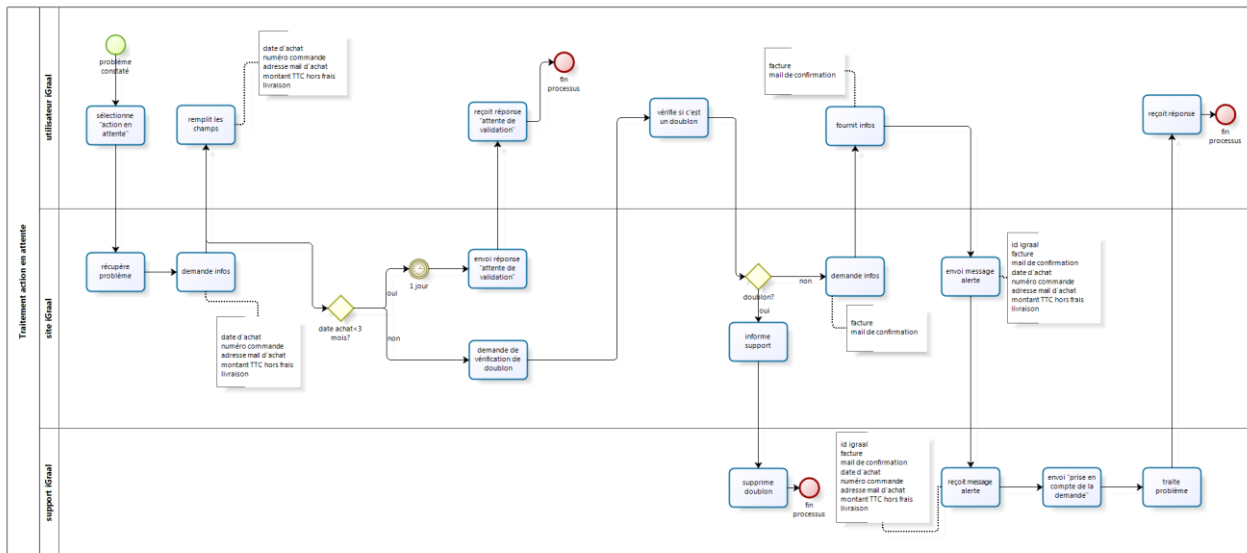 Traitement action en attente
utilisateur iGraal
problème
constaté
sélectionne
"action en
attente"
remplit les
champs
date d'achat
numéro commande
adresse mail d'achat
montant TTC hors frais
livraison
reçoit réponse
"attente de
validation"
fin
processus
vérifie si c'est
un doublon
facture
mail de confirmation
fournit infos
reçoit réponse
fin
processus
site iGraal
récupère
problème
demande infos
date d'achat
numéro commande
adresse mail d'achat
montant TTC hors frais
livraison
date achat<3
mois?
oui
non
1 jour
envoi réponse
"attente de
validation"
demande de
vérification de
doublon
doublon?
non
oui
informe
support
demande infos
facture
mail de confirmation
envoi message
alerte
id igraal
facture
mail de confirmation
date d'achat
numéro commande
adresse mail d'achat
montant TTC hors frais
livraison
support iGraal
supprime
doublon
fin
processus
id igraal
facture
mail de confirmation
date d'achat
numéro commande
adresse mail d'achat
montant TTC hors frais
livraison
reçoit message
alerte
envoi "prise en
compte de la
demande"
traite
problème